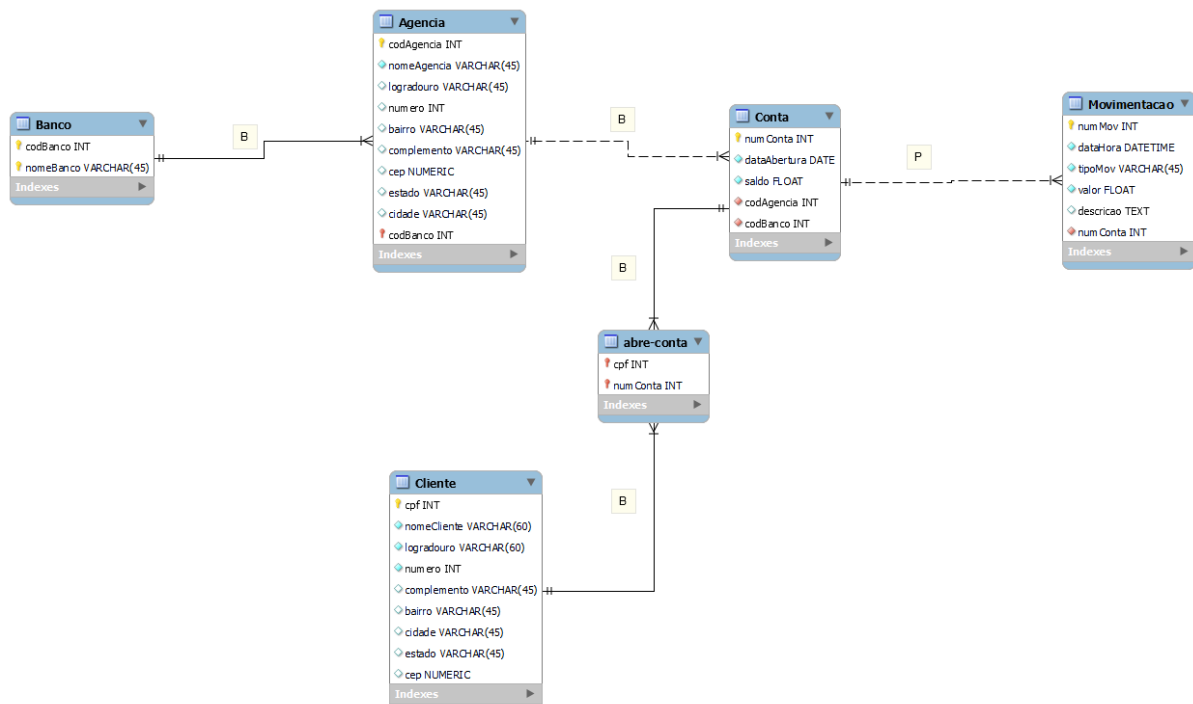 Banco
codBanco INT
nomeBanco VARCHAR(45)
Indexes
B
Agencia
codAgencia INT
nomeAgencia VARCHAR(45)
logradouro VARCHAR(45)
numero INT
bairro VARCHAR(45)
complemento VARCHAR(45)
cep NUMERIC
estado VARCHAR(45)
cidade VARCHAR(45)
codBanco INT
Indexes
B
Conta
numConta INT
dataAbertura DATE
saldo FLOAT
codAgencia INT
codBanco INT
Indexes
P
Movimentacao
numMov INT
dataHora DATETIME
tipoMov VARCHAR(45)
valor FLOAT
descricao TEXT
numConta INT
Indexes
B
abre-conta
cpf INT
numConta INT
Indexes
B
Cliente
cpf INT
nomeCliente VARCHAR(60)
logradouro VARCHAR(60)
numero INT
complemento VARCHAR(45)
bairro VARCHAR(45)
cidade VARCHAR(45)
estado VARCHAR(45)
cep NUMERIC
Indexes